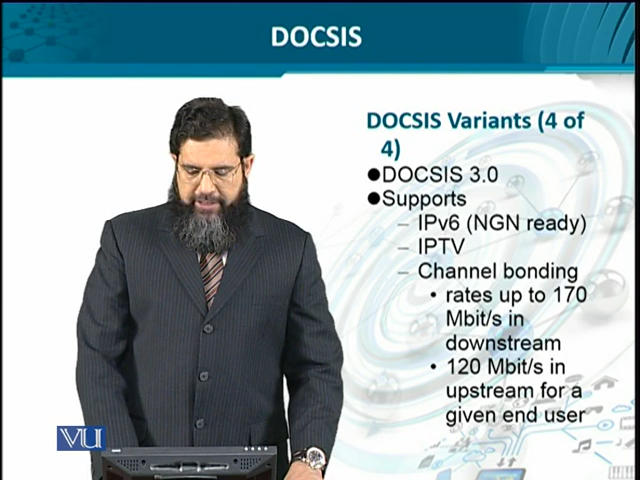 DOCSIS
DOCSIS Variants (4 of
4)
●DOCSIS 3.0
●Supports
– IPv6 (NGN ready)
– IPTV
– Channel bonding
• rates up to 170
Mbit/s in
downstream
• 120 Mbit/s in
upstream for a
given end user
VU